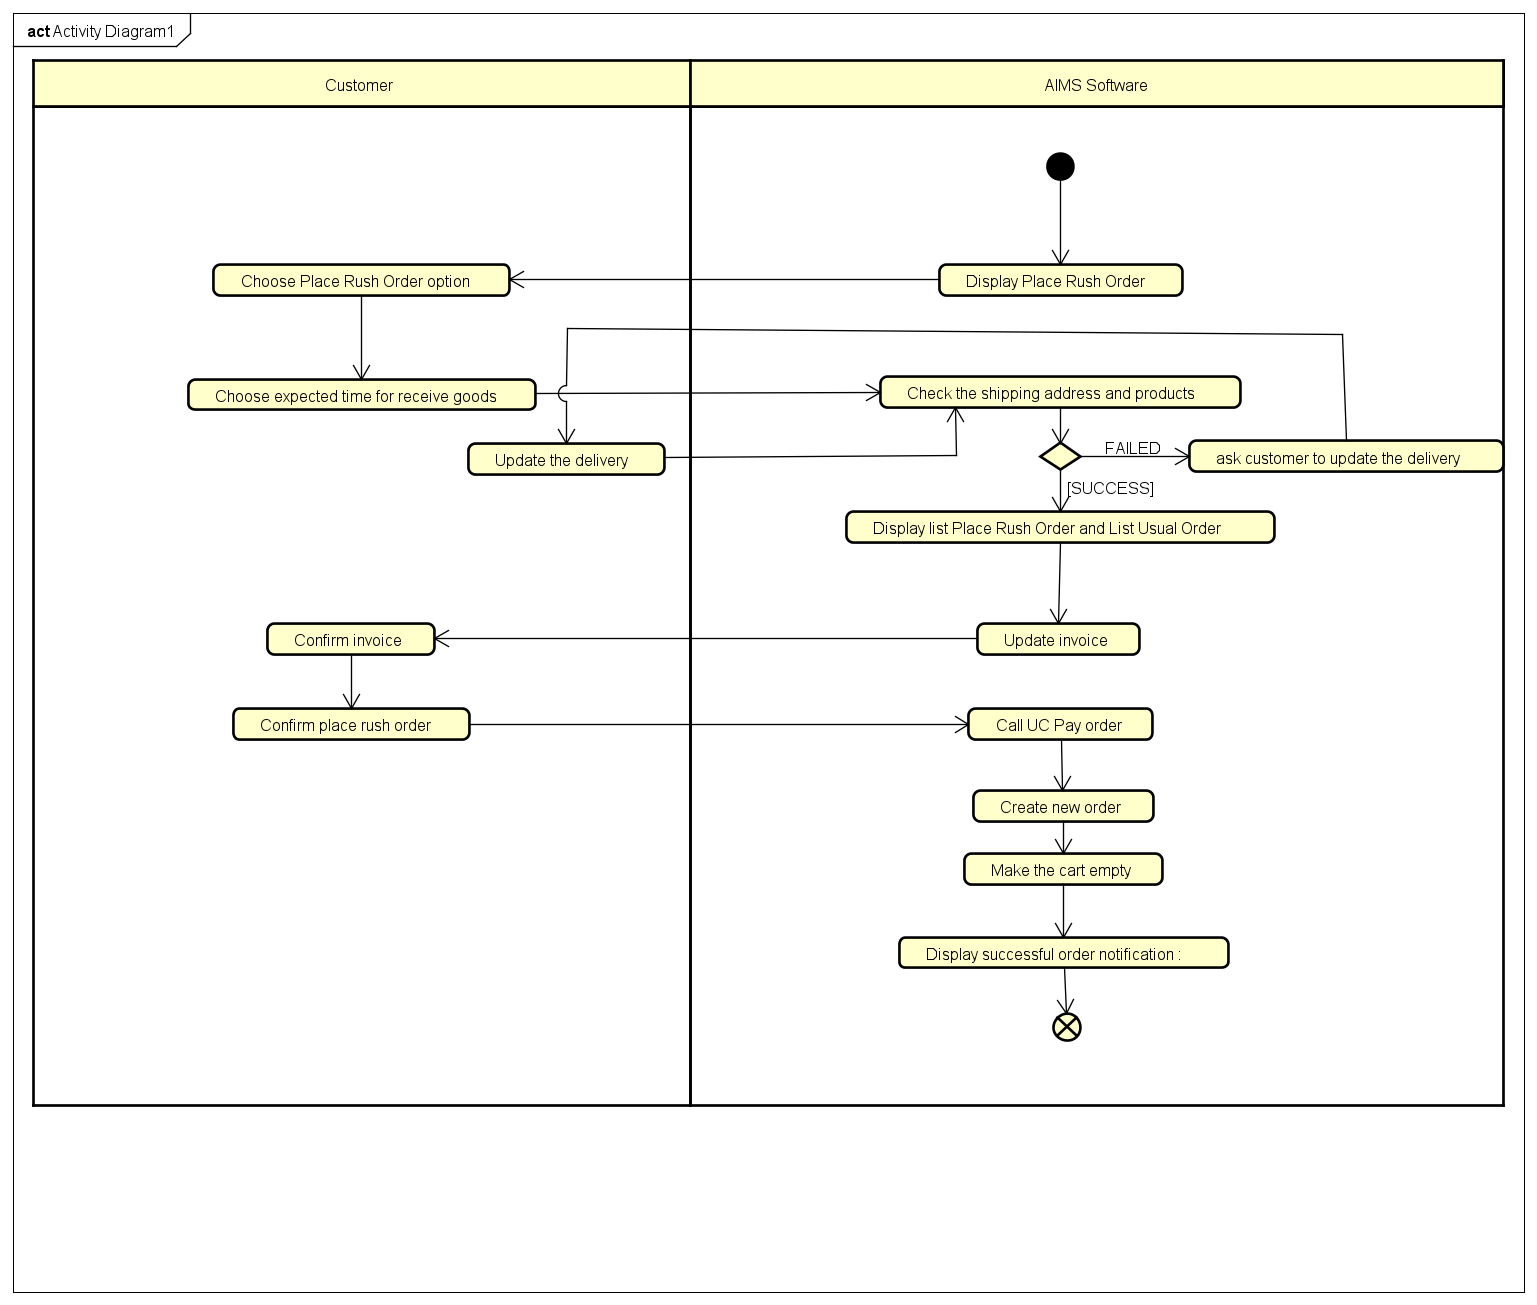 act Activity Diagram1
Customer
AIMS Software
Choose Place Rush Order option
Display Place Rush Order
Choose expected time for receive goods
Check the shipping address and products
Update the delivery
FAILED
ask customer to update the delivery
[SUCCESS]
Display list Place Rush Order and List Usual Order
Confirm invoice
Update invoice
Confirm place rush order
Call UC Pay order
Create new order
Make the cart empty
Display successful order notification :